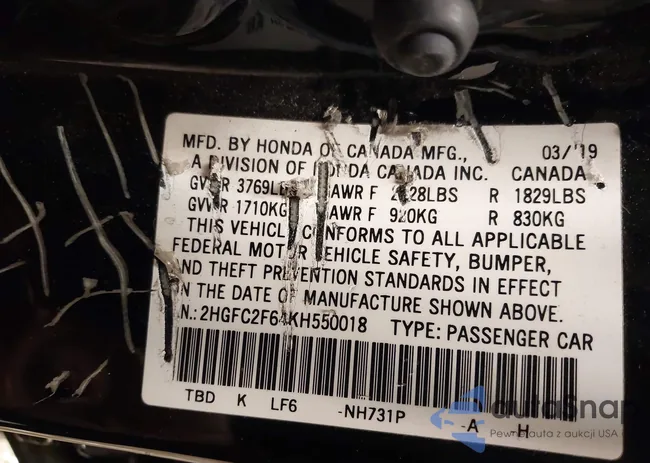 MFD. BY HONDA OF CANADA MFG., 03/'19
A DIVISION OF HONDA CANADA INC. CANADA
GVWR 3769LBS GAWR F LBS R 1829LBS
GVWR 1710KG GAWR F 920KG R 830KG
THIS VEHICLE CONFORMS TO ALL APPLICABLE
FEDERAL MOTOR VEHICLE SAFETY, BUMPER,
AND THEFT PREVENTION STANDARDS IN EFFECT
ON THE DATE OF MANUFACTURE SHOWN ABOVE.
2HGFC2F64KH550018 TYPE: PASSENGER CAR
TBD K LF6 -NH731P -A -H
autoSnap
Pewne auta z aukcji USA